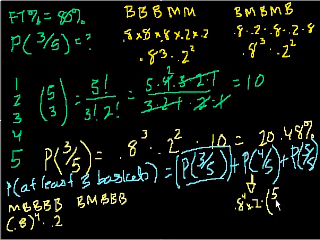 FT% = 80%
P(3/5) = ?
BBBMM
.8 x .8 x .8 x .2 x .2
.8³ · .2²
BMBMB
.8 · .2 · .8 · .2 · .8
.8³ · .2²
1
2
3
4
5
(5 3) = 5! / 3! 2! = 5·4·3·2·1 / 3·2·1·2·1 = 10
P(3/5) = .8³ · .2² · 10 = 20.48%
P(at least 3 baskets) = P(3/5) + P(4/5) + P(5/5)
MBBBB BMBBB
(.8)⁴ · .2
.8⁴ x .2 · (5